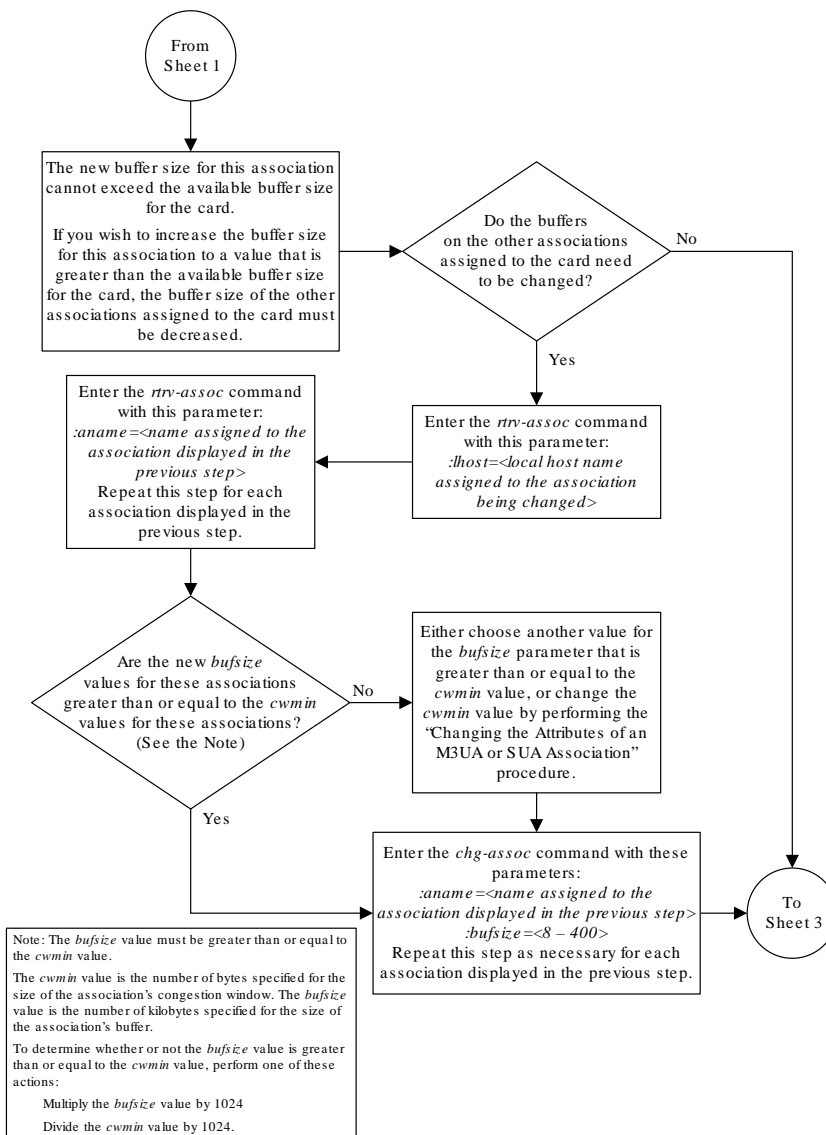 From
Sheet 1
The new buffer size for this association
cannot exceed the available buffer size
for the card.
If you wish to increase the buffer size
for this association to a value that is
greater than the available buffer size
for the card, the buffer size of the other
associations assigned to the card must
be decreased.
Do the buffers
on the other associations
assigned to the card need
to be changed?
No
Yes
Enter the rtrv-assoc command
with this parameter:
:lhost=<local host name
assigned to the association
being changed>
Enter the rtrv-assoc command
with this parameter:
:aname=<name assigned to the
association displayed in the
previous step>
Repeat this step for each
association displayed in the
previous step.
Are the new bufsize
values for these associations
greater than or equal to the cwmin
values for these associations?
(See the Note)
No
Yes
Either choose another value for
the bufsize parameter that is
greater than or equal to the
cwmin value, or change the
cwmin value by performing the
“Changing the Attributes of an
M3UA or SUA Association”
procedure.
Enter the chg-assoc command with these
parameters:
:aname=<name assigned to the
association displayed in the previous step>
:bufsize=<8 – 400>
Repeat this step as necessary for each
association displayed in the previous step.
To
Sheet 3
Note: The bufsize value must be greater than or equal to
the cwmin value.
The cwmin value is the number of bytes specified for the
size of the association’s congestion window. The bufsize
value is the number of kilobytes specified for the size of
the association’s buffer.
To determine whether or not the bufsize value is greater
than or equal to the cwmin value, perform one of these
actions:
Multiply the bufsize value by 1024
Divide the cwmin value by 1024.